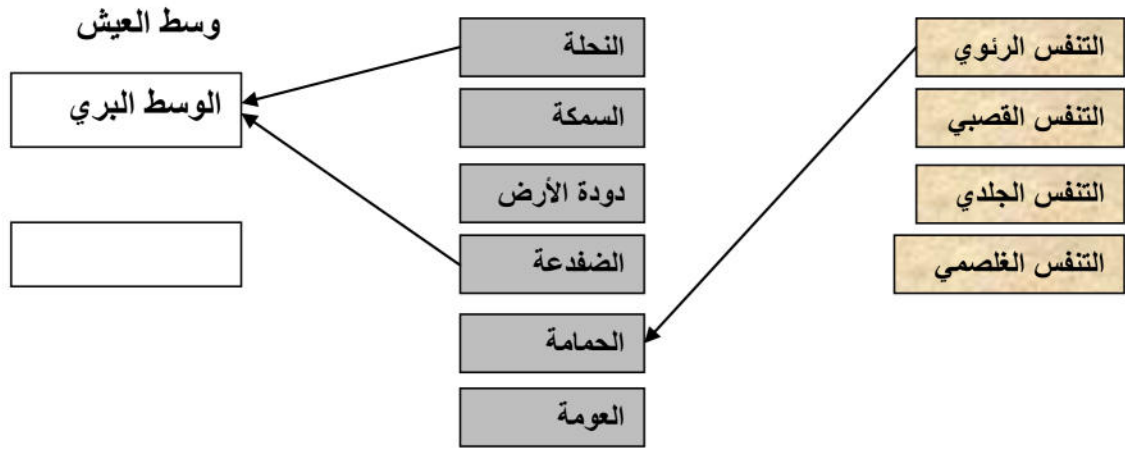 وسط العيش
التنفس الرئوي
النحلة
الوسط البري
التنفس القصبي
السمكة
التنفس الجلدي
دودة الأرض
التنفس الغلصمي
الضفدعة
الحمامة
العومة